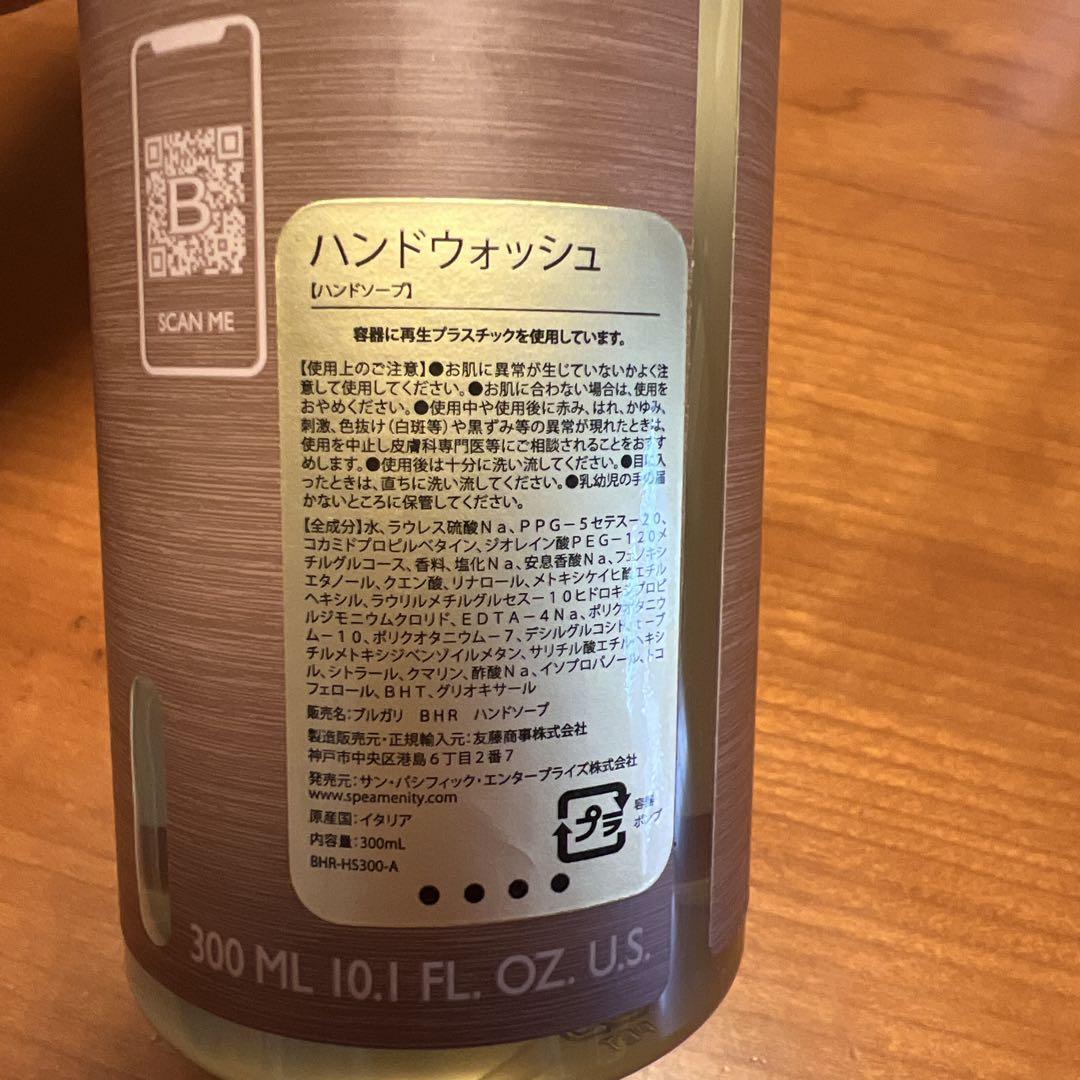 B
SCAN ME
ハンドウォッシュ
【ハンドソープ】
容器に再生プラスチックを使用しています。
【使用上のご注意】●お肌に異常が生じていないかよく注
意して使用してください。●お肌に合わない場合は、使用を
おやめください。●使用中や使用後に赤み、はれ、かゆみ、
刺激、色抜け(白斑等)や黒ずみ等の異常が現れたときは、
使用を中止し皮膚科専門医等にご相談されることをおすす
めします。●使用後は十分に洗い流してください。●目に入
ったときは、直ちに洗い流してください。●乳幼児の手の届
かないところに保管してください。
【全成分】水、ラウレス硫酸Na、PPG-5セテス-20、
コカミドプロピルベタイン、ジオレイン酸PEG-120メ
チルグルコース、香料、塩化Na、安息香酸Na、フェノキシ
エタノール、クエン酸、リナロール、メトキシケイヒ酸エチル
ヘキシル、ラウリルメチルグルセス-10ヒドロキシプロピ
ルジモニウムクロリド、EDTA-4Na、ポリクオタニウ
ム-10、ポリクオタニウム-7、デシルグルコシド、t-ブ
チルメトキシジベンゾイルメタン、サリチル酸エチルヘキシ
ル、シトラール、クマリン、酢酸Na、イソプロパノール、トコ
フェロール、BHT、グリオキサール
販売名:ブルガリ BHR ハンドソープ
製造販売元・正規輸入元:友藤商事株式会社
神戸市中央区港島6丁目2番7
発売元:サン・パシフィック・エンタープライズ株式会社
www.speamenity.com
原産国:イタリア
内容量:300mL
BHR-HS300-A
プラ
容器
ポンプ
300 ML 10.1 FL. OZ. U.S.